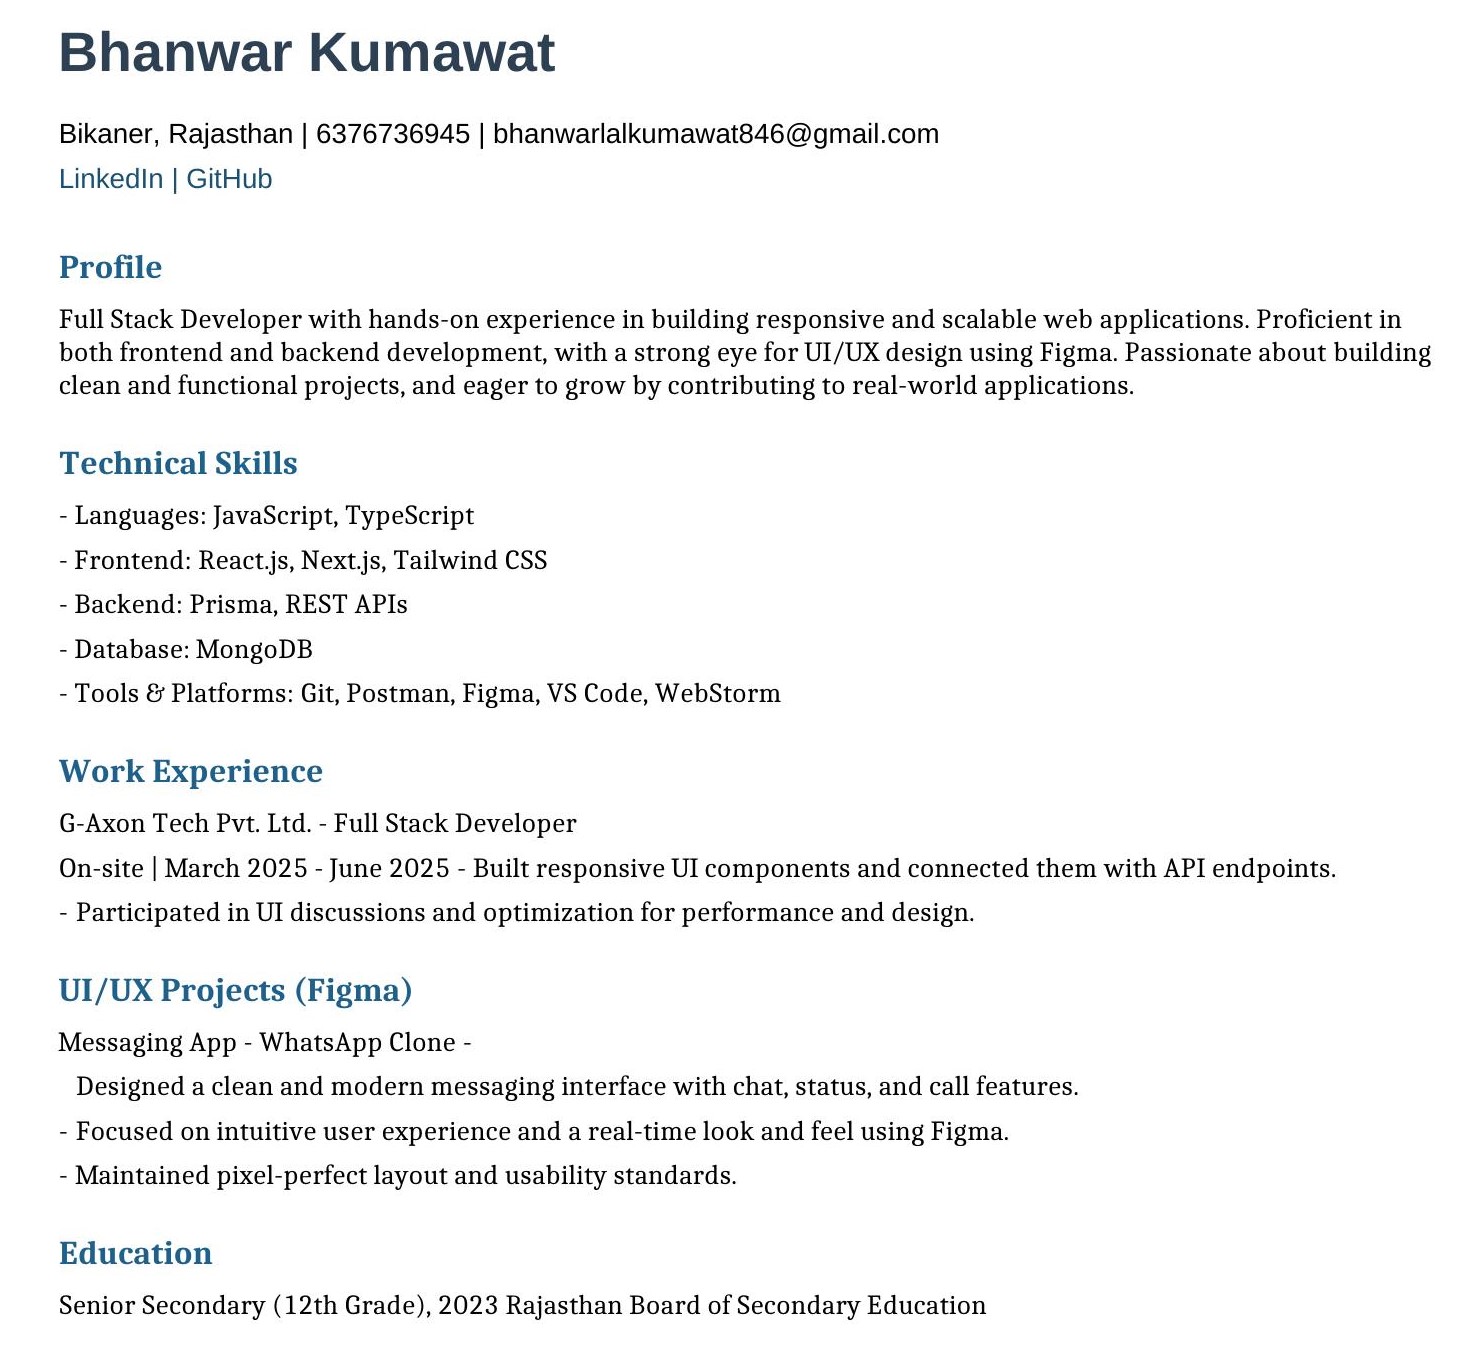 Bhanwar Kumawat
Bikaner, Rajasthan | 6376736945 | bhanwarlalkumawat846@gmail.com
LinkedIn | GitHub
Profile
Full Stack Developer with hands-on experience in building responsive and scalable web applications. Proficient in
both frontend and backend development, with a strong eye for UI/UX design using Figma. Passionate about building
clean and functional projects, and eager to grow by contributing to real-world applications.
Technical Skills
- Languages: JavaScript, TypeScript
- Frontend: React.js, Next.js, Tailwind CSS
- Backend: Prisma, REST APIs
- Database: MongoDB
- Tools & Platforms: Git, Postman, Figma, VS Code, WebStorm
Work Experience
G-Axon Tech Pvt. Ltd. - Full Stack Developer
On-site | March 2025 - June 2025 - Built responsive UI components and connected them with API endpoints.
- Participated in UI discussions and optimization for performance and design.
UI/UX Projects (Figma)
Messaging App - WhatsApp Clone -
Designed a clean and modern messaging interface with chat, status, and call features.
- Focused on intuitive user experience and a real-time look and feel using Figma.
- Maintained pixel-perfect layout and usability standards.
Education
Senior Secondary (12th Grade), 2023 Rajasthan Board of Secondary Education